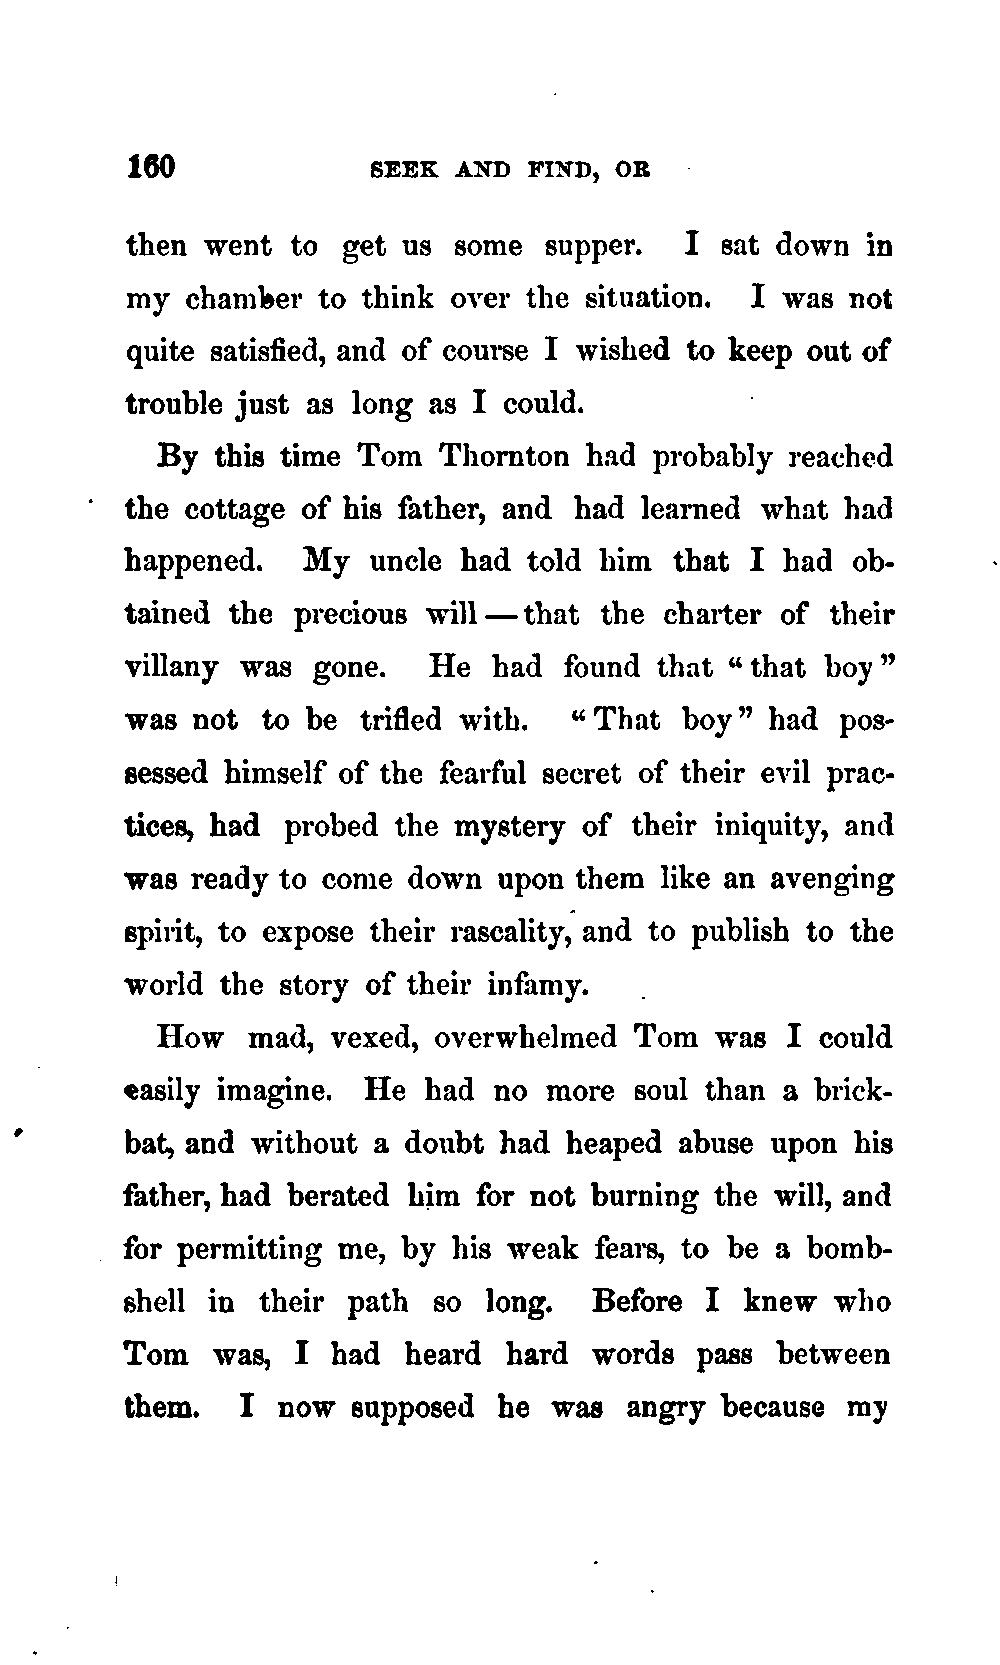 160 SEEK AND FIND, OR
then went to get us some supper. I sat down in
my chamber to think over the situation. I was not
quite satisfied, and of course I wished to keep out of
trouble just as long as I could.
By this time Tom Thornton had probably reached
the cottage of his father, and had learned what had
happened. My uncle had told him that I had ob-
tained the precious will — that the charter of their
villany was gone. He had found that "that boy"
was not to be trifled with. "That boy" had pos-
sessed himself of the fearful secret of their evil prac-
tices, had probed the mystery of their iniquity, and
was ready to come down upon them like an avenging
spirit, to expose their rascality, and to publish to the
world the story of their infamy.
How mad, vexed, overwhelmed Tom was I could
easily imagine. He had no more soul than a brick-
bat, and without a doubt had heaped abuse upon his
father, had berated him for not burning the will, and
for permitting me, by his weak fears, to be a bomb-
shell in their path so long. Before I knew who
Tom was, I had heard hard words pass between
them. I now supposed he was angry because my